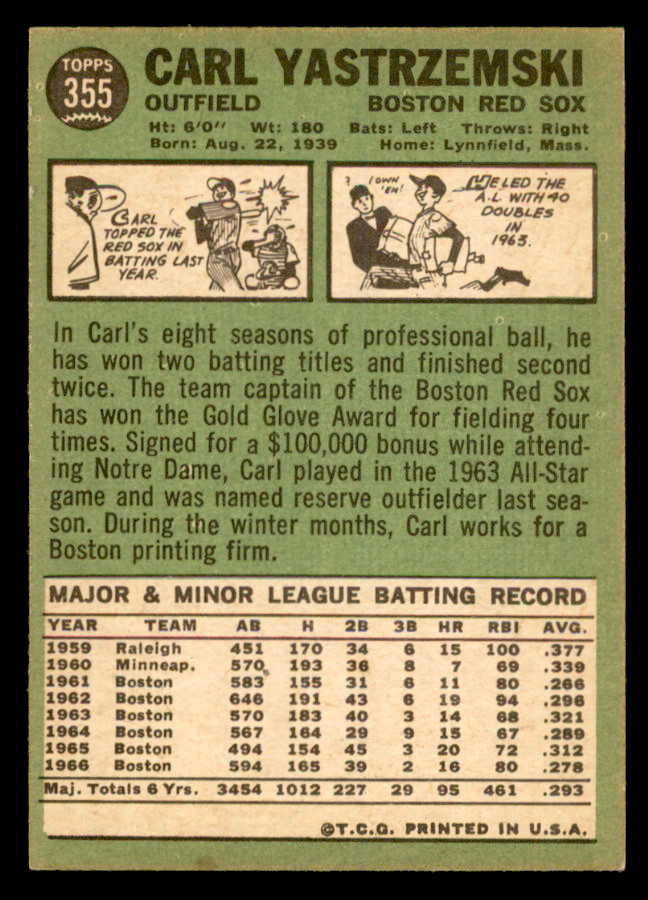 TOPPS
355
CARL YASTRZEMSKI
OUTFIELD BOSTON RED SOX
Ht: 6'0" Wt: 180 Bats: Left Throws: Right
Born: Aug. 22, 1939 Home: Lynnfield, Mass.
CARL
TOPPED THE
RED SOX IN
BATTING LAST
YEAR.
?
I OWN
'EM!
HE LED THE
A.L WITH 40
DOUBLES
IN
1963.
In Carl's eight seasons of professional ball, he
has won two batting titles and finished second
twice. The team captain of the Boston Red Sox
has won the Gold Glove Award for fielding four
times. Signed for a $100,000 bonus while attend-
ing Notre Dame, Carl played in the 1963 All-Star
game and was named reserve outfielder last sea-
son. During the winter months, Carl works for a
Boston printing firm.
MAJOR & MINOR LEAGUE BATTING RECORD
YEAR TEAM AB H 2B 3B HR RBI AVG.
1959 Raleigh 451 170 34 6 15 100 .377
1960 Minneap. 570 193 36 8 7 69 .339
1961 Boston 583 155 31 6 11 80 .266
1962 Boston 646 191 43 6 19 94 .296
1963 Boston 570 183 40 3 14 68 .321
1964 Boston 567 164 29 9 15 67 .289
1965 Boston 494 154 45 3 20 72 .312
1966 Boston 594 165 39 2 16 80 .278
Maj. Totals 6 Yrs. 3454 1012 227 29 95 461 .293
©T.C.G. PRINTED IN U.S.A.